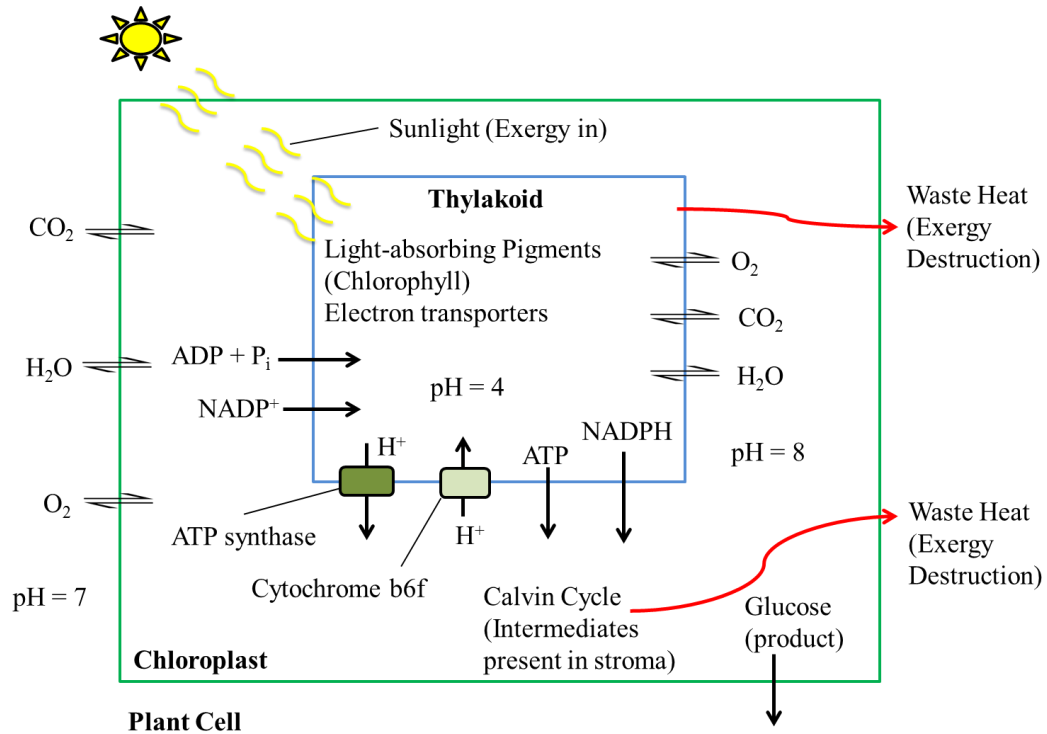 Sunlight (Exergy in)
Thylakoid
Waste Heat
(Exergy
Destruction)
CO₂
Light-absorbing Pigments
(Chlorophyll)
Electron transporters
O₂
CO₂
H₂O
ADP + Pᵢ
H₂O
NADP⁺
pH = 4
H⁺
ATP
NADPH
pH = 8
O₂
ATP synthase
H⁺
Waste Heat
(Exergy
Destruction)
Cytochrome b6f
pH = 7
Calvin Cycle
(Intermediates
present in stroma)
Glucose
(product)
Chloroplast
Plant Cell